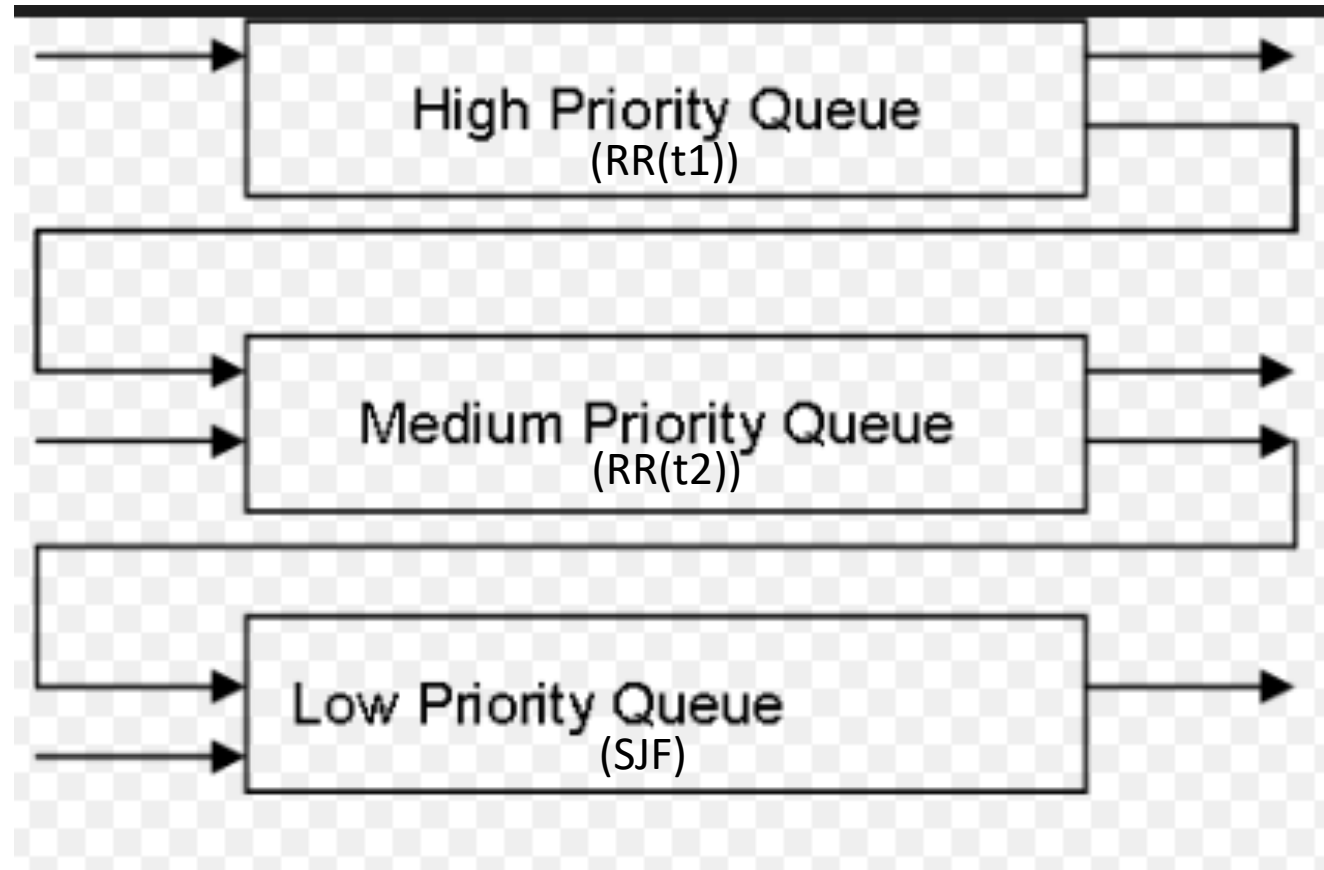 High Priority Queue
(RR(t1))
Medium Priority Queue
(RR(t2))
Low Priority Queue
(SJF)